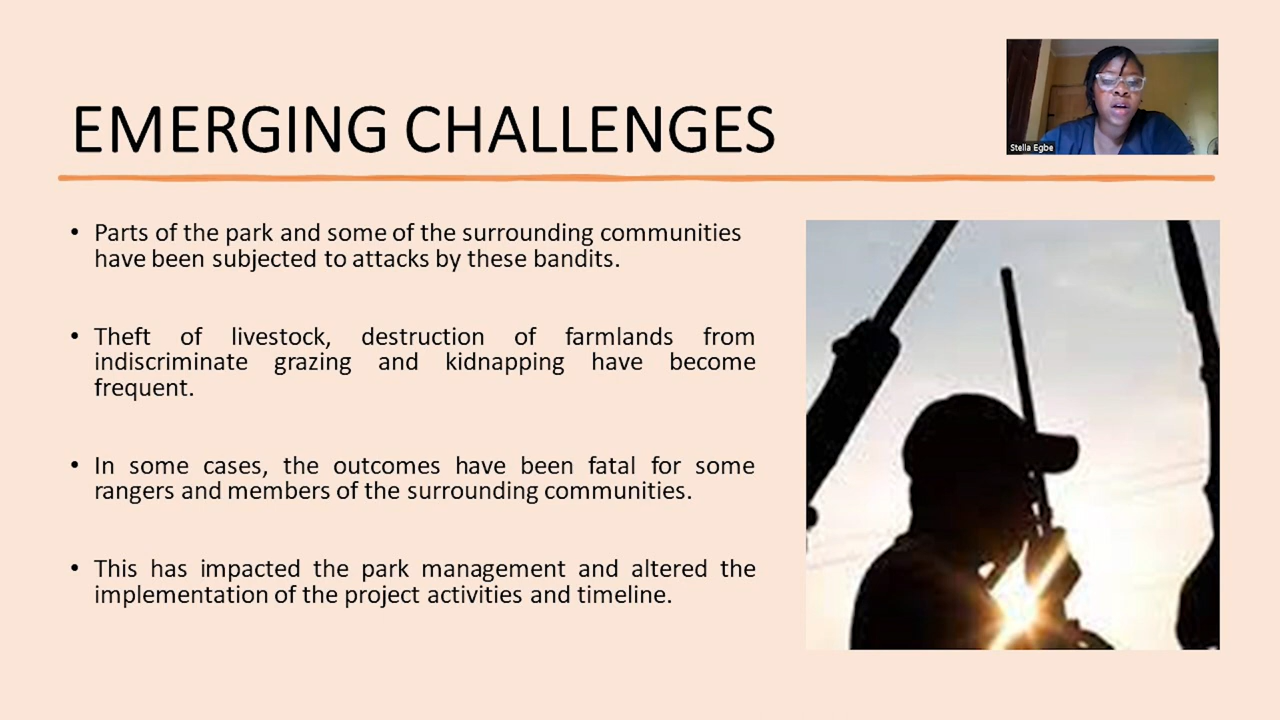 EMERGING CHALLENGES
Stella Egbe
• Parts of the park and some of the surrounding communities
have been subjected to attacks by these bandits.
• Theft of livestock, destruction of farmlands from
indiscriminate grazing and kidnapping have become
frequent.
• In some cases, the outcomes have been fatal for some
rangers and members of the surrounding communities.
• This has impacted the park management and altered the
implementation of the project activities and timeline.